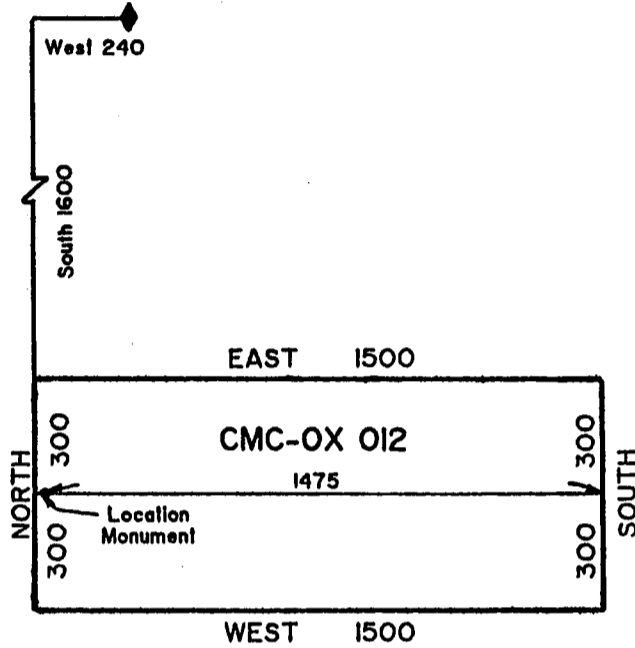 West 240
South 1600
EAST 1500
300
CMC-OX 012
300
1475
NORTH
SOUTH
Location
Monument
300
300
WEST 1500